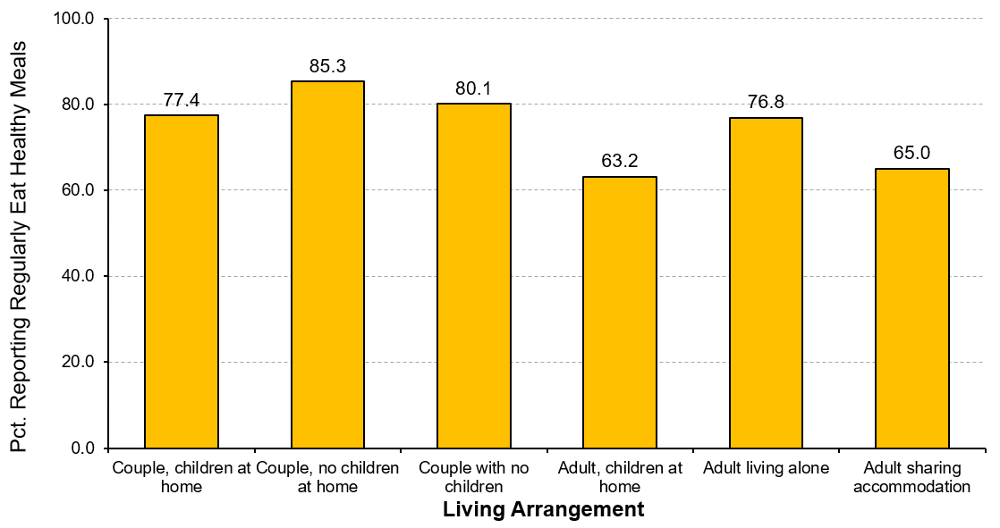 Pct. Reporting Regularly Eat Healthy Meals
100.0
80.0
60.0
40.0
20.0
0.0
77.4
85.3
80.1
63.2
76.8
65.0
Couple, children at
home
Couple, no children
at home
Couple with no
children
Adult, children at
home
Adult living alone
Adult sharing
accommodation
Living Arrangement